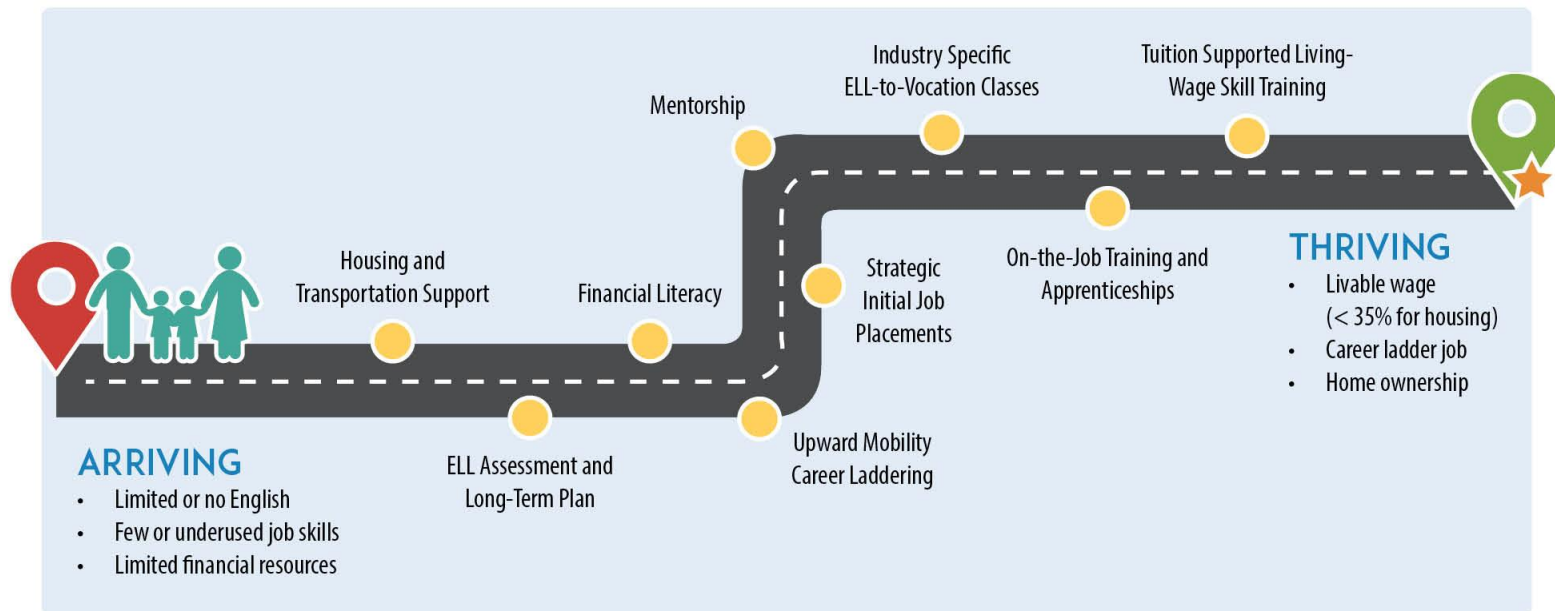 Industry Specific
ELL-to-Vocation Classes
Tuition Supported Living-
Wage Skill Training
Mentorship
Housing and
Transportation Support
Financial Literacy
Strategic
Initial Job
Placements
On-the-Job Training and
Apprenticeships
THRIVING
• Livable wage
(< 35% for housing)
• Career ladder job
• Home ownership
ARRIVING
• Limited or no English
• Few or underused job skills
• Limited financial resources
ELL Assessment and
Long-Term Plan
Upward Mobility
Career Laddering